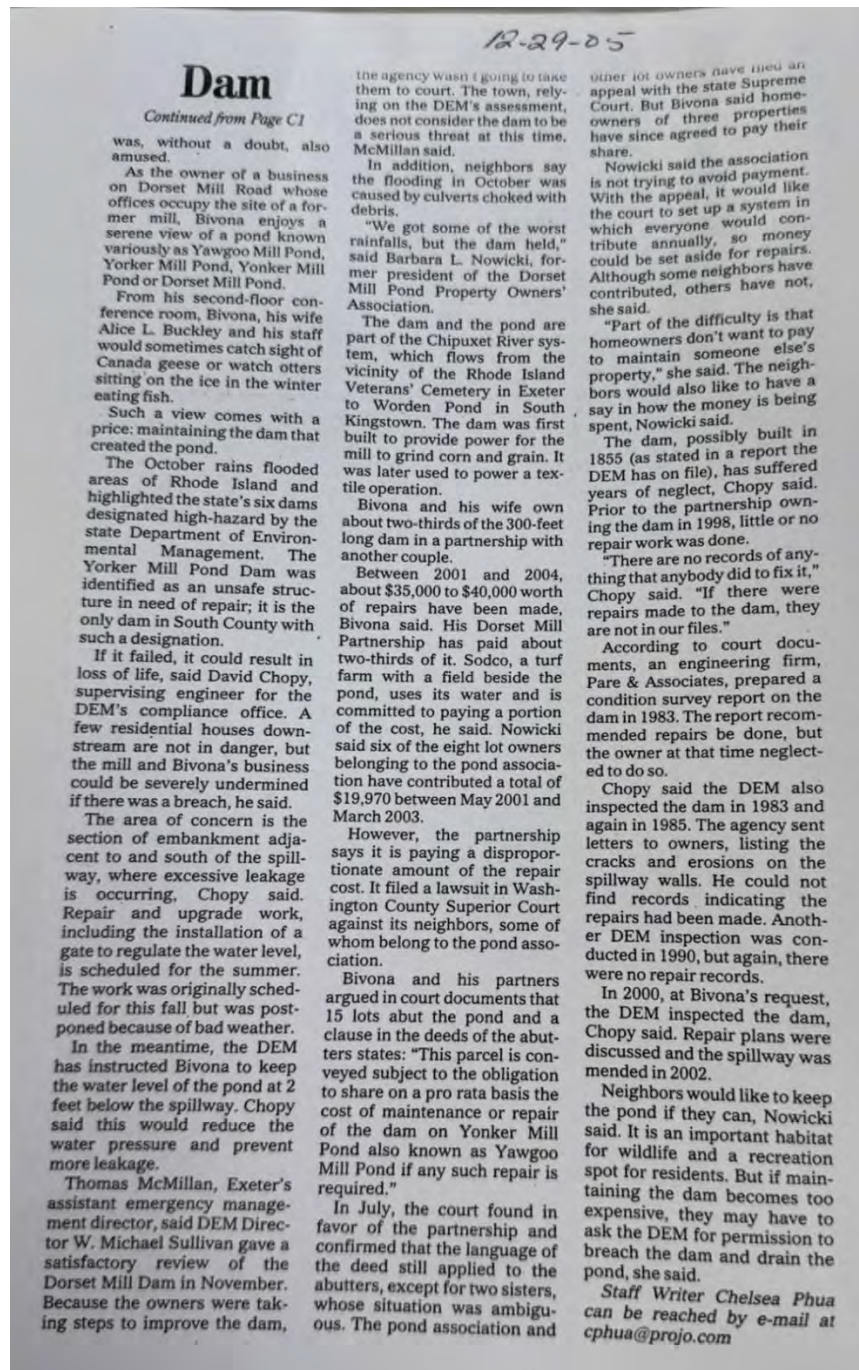 12-29-05
Dam
Continued from Page C1
was, without a doubt, also
amused.
As the owner of a business
on Dorset Mill Road whose
offices occupy the site of a for-
mer mill, Bivona enjoys a
serene view of a pond known
variously as Yawgoo Mill Pond,
Yorker Mill Pond, Yonker Mill
Pond or Dorset Mill Pond.
From his second-floor con-
ference room, Bivona, his wife
Alice L. Buckley and his staff
would sometimes catch sight of
Canada geese or watch otters
sitting on the ice in the winter
eating fish.
Such a view comes with a
price: maintaining the dam that
created the pond.
The October rains flooded
areas of Rhode Island and
highlighted the state's six dams
designated high-hazard by the
state Department of Environ-
mental Management. The
Yorker Mill Pond Dam was
identified as an unsafe struc-
ture in need of repair; it is the
only dam in South County with
such a designation.
If it failed, it could result in
loss of life, said David Chopy,
supervising engineer for the
DEM's compliance office. A
few residential houses down-
stream are not in danger, but
the mill and Bivona's business
could be severely undermined
if there was a breach, he said.
The area of concern is the
section of embankment adja-
cent to and south of the spill-
way, where excessive leakage
is occurring, Chopy said.
Repair and upgrade work,
including the installation of a
gate to regulate the water level,
is scheduled for the summer.
The work was originally sched-
uled for this fall but was post-
poned because of bad weather.
In the meantime, the DEM
has instructed Bivona to keep
the water level of the pond at 2
feet below the spillway. Chopy
said this would reduce the
water pressure and prevent
more leakage.
Thomas McMillan, Exeter's
assistant emergency manage-
ment director, said DEM Direc-
tor W. Michael Sullivan gave a
satisfactory review of the
Dorset Mill Dam in November.
Because the owners were tak-
ing steps to improve the dam,
the agency wasn't going to take
them to court. The town, rely-
ing on the DEM's assessment,
does not consider the dam to be
a serious threat at this time,
McMillan said.
In addition, neighbors say
the flooding in October was
caused by culverts choked with
debris.
"We got some of the worst
rainfalls, but the dam held,"
said Barbara L. Nowicki, for-
mer president of the Dorset
Mill Pond Property Owners'
Association.
The dam and the pond are
part of the Chipuxet River sys-
tem, which flows from the
vicinity of the Rhode Island
Veterans' Cemetery in Exeter
to Worden Pond in South
Kingstown. The dam was first
built to provide power for the
mill to grind corn and grain. It
was later used to power a tex-
tile operation.
Bivona and his wife own
about two-thirds of the 300-feet
long dam in a partnership with
another couple.
Between 2001 and 2004,
about $35,000 to $40,000 worth
of repairs have been made,
Bivona said. His Dorset Mill
Partnership has paid about
two-thirds of it. Sodco, a turf
farm with a field beside the
pond, uses its water and is
committed to paying a portion
of the cost, he said. Nowicki
said six of the eight lot owners
belonging to the pond associa-
tion have contributed a total of
$19,970 between May 2001 and
March 2003.
However, the partnership
says it is paying a dispropor-
tionate amount of the repair
cost. It filed a lawsuit in Wash-
ington County Superior Court
against its neighbors, some of
whom belong to the pond asso-
ciation.
Bivona and his partners
argued in court documents that
15 lots abut the pond and a
clause in the deeds of the abut-
ters states: "This parcel is con-
veyed subject to the obligation
to share on a pro rata basis the
cost of maintenance or repair
of the dam on Yonker Mill
Pond also known as Yawgoo
Mill Pond if any such repair is
required."
In July, the court found in
favor of the partnership and
confirmed that the language of
the deed still applied to the
abutters, except for two sisters,
whose situation was ambigu-
ous. The pond association and
other lot owners have filed an
appeal with the state Supreme
Court. But Bivona said home-
owners of three properties
have since agreed to pay their
share.
Nowicki said the association
is not trying to avoid payment.
With the appeal, it would like
the court to set up a system in
which everyone would con-
tribute annually, so money
could be set aside for repairs.
Although some neighbors have
contributed, others have not,
she said.
"Part of the difficulty is that
homeowners don't want to pay
to maintain someone else's
property," she said. The neigh-
bors would also like to have a
say in how the money is being
spent, Nowicki said.
The dam, possibly built in
1855 (as stated in a report the
DEM has on file), has suffered
years of neglect, Chopy said.
Prior to the partnership own-
ing the dam in 1998, little or no
repair work was done.
"There are no records of any-
thing that anybody did to fix it,"
Chopy said. "If there were
repairs made to the dam, they
are not in our files."
According to court docu-
ments, an engineering firm,
Pare & Associates, prepared a
condition survey report on the
dam in 1983. The report recom-
mended repairs be done, but
the owner at that time neglect-
ed to do so.
Chopy said the DEM also
inspected the dam in 1983 and
again in 1985. The agency sent
letters to owners, listing the
cracks and erosions on the
spillway walls. He could not
find records indicating the
repairs had been made. Anoth-
er DEM inspection was con-
ducted in 1990, but again, there
were no repair records.
In 2000, at Bivona's request,
the DEM inspected the dam,
Chopy said. Repair plans were
discussed and the spillway was
mended in 2002.
Neighbors would like to keep
the pond if they can, Nowicki
said. It is an important habitat
for wildlife and a recreation
spot for residents. But if main-
taining the dam becomes too
expensive, they may have to
ask the DEM for permission to
breach the dam and drain the
pond, she said.
Staff Writer Chelsea Phua
can be reached by e-mail at
cphua@projo.com